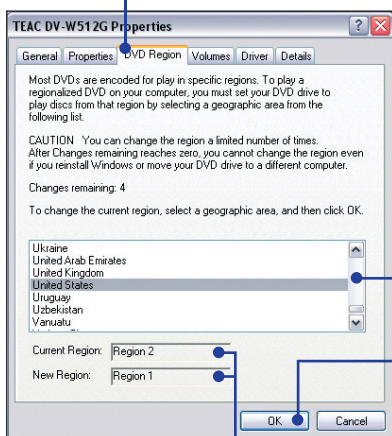 TEAC DV-W512G Properties
General Properties DVD Region Volumes Driver Details
Most DVDs are encoded for play in specific regions. To play a
regionalized DVD on your computer, you must set your DVD drive to
play discs from that region by selecting a geographic area from the
following list.
CAUTION You can change the region a limited number of times.
After Changes remaining reaches zero, you cannot change the region even
if you reinstall Windows or move your DVD drive to a different computer.
Changes remaining: 4
To change the current region, select a geographic area, and then click OK.
Ukraine
United Arab Emirates
United Kingdom
United States
Uruguay
Uzbekistan
Vanuatu
Current Region: Region 2
New Region: Region 1
OK Cancel